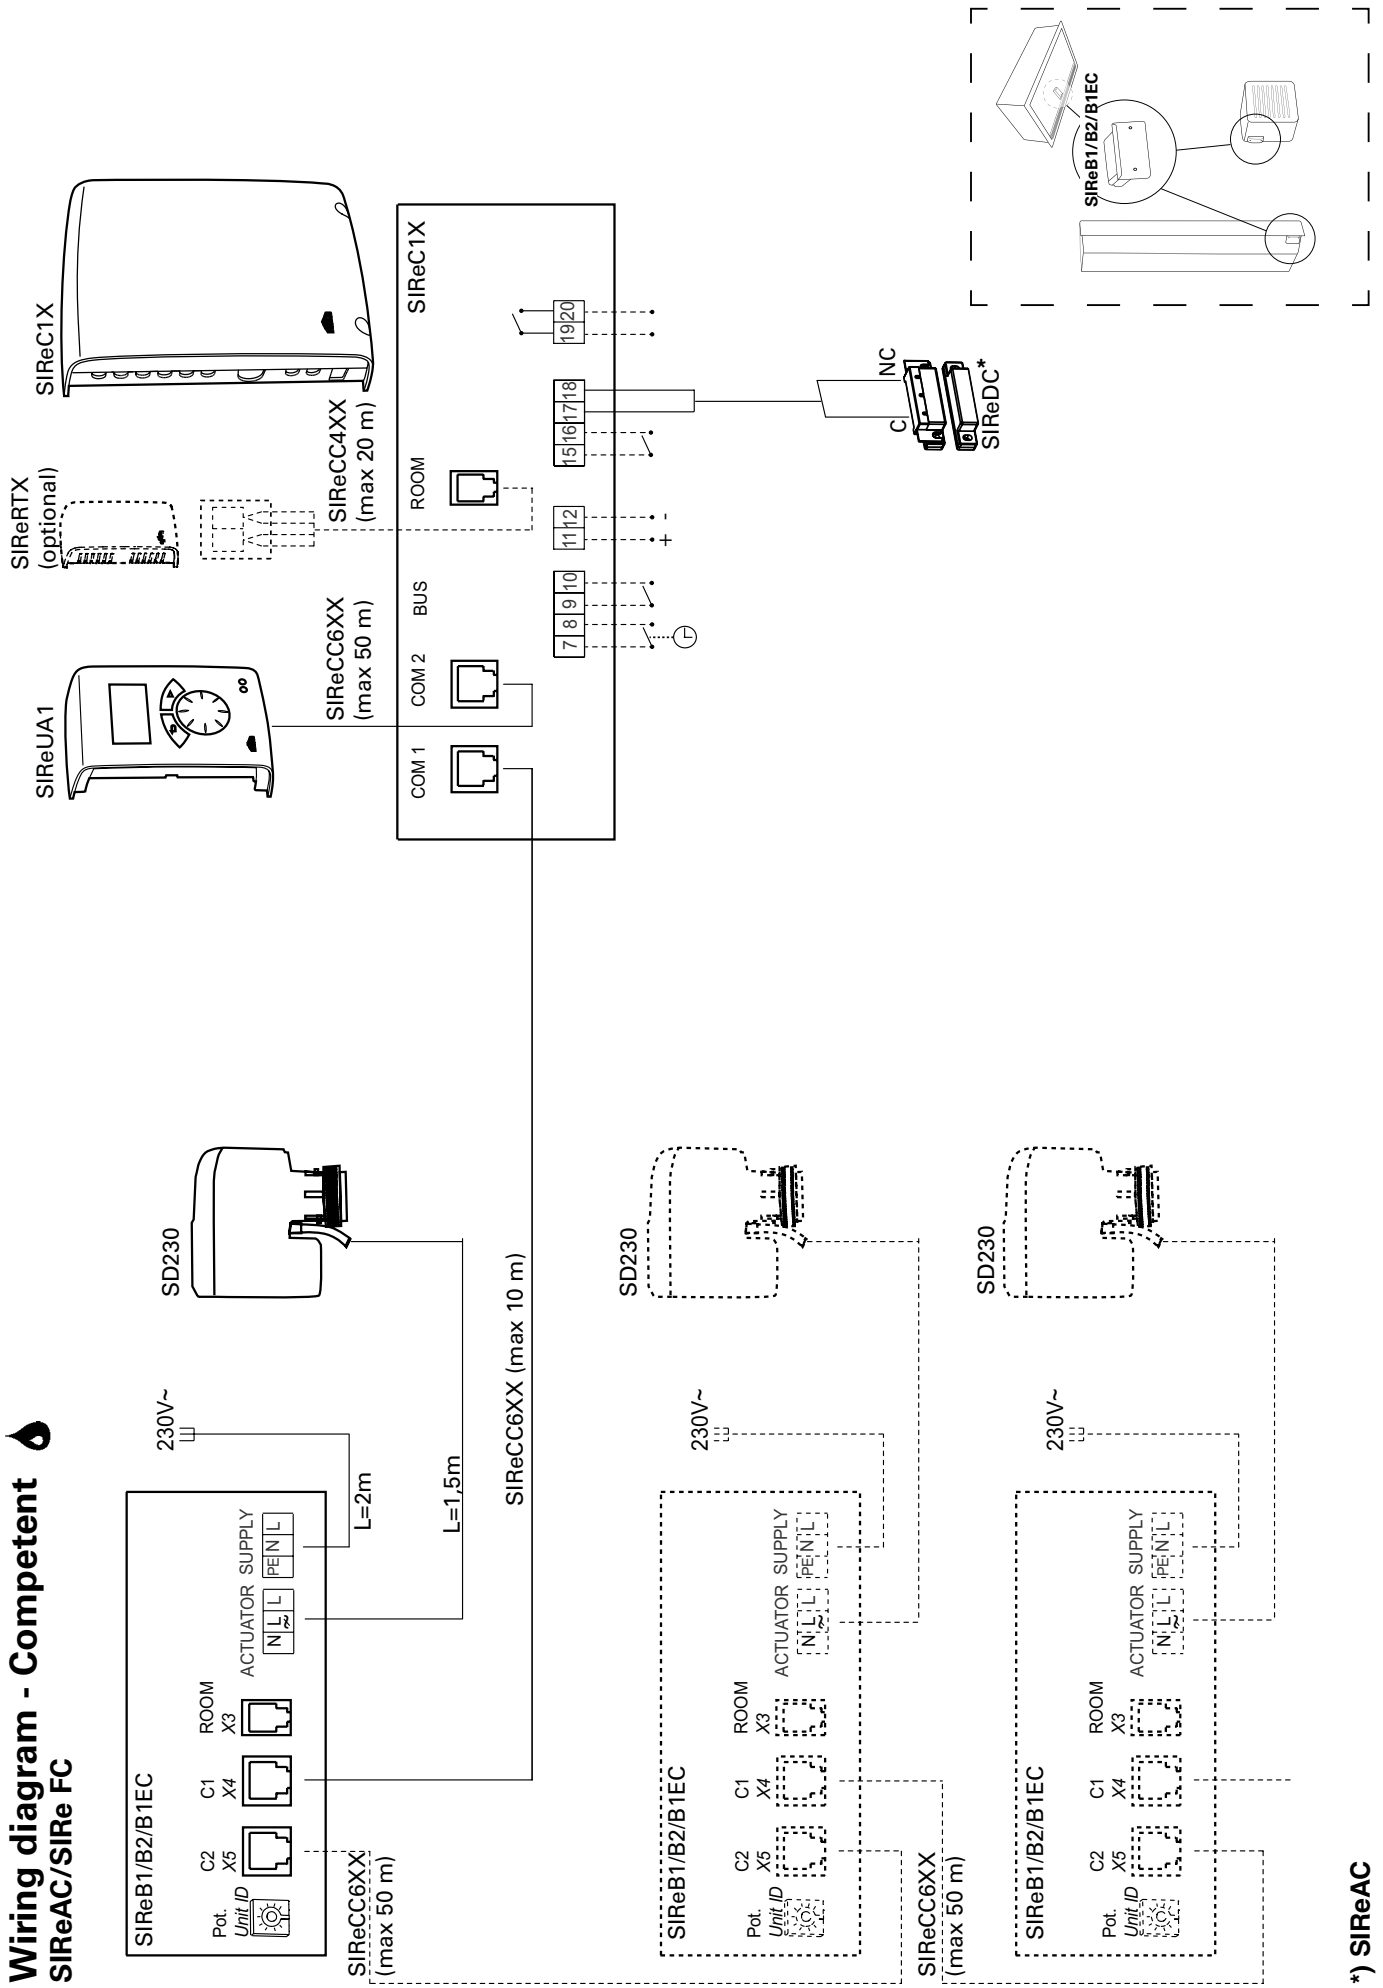 Wiring diagram - Competent
SIReAC/SIRe FC
SIReB1/B2/B1EC
Pot.
Unit ID
C2
X5
C1
X4
ROOM
X3
ACTUATOR
N L L
≈
SUPPLY
PE N L
230V~
L=2m
L=1,5m
SD230
SIReCC6XX (max 10 m)
SIReCC6XX
(max 50 m)
SIReB1/B2/B1EC
Pot.
Unit ID
C2
X5
C1
X4
ROOM
X3
ACTUATOR
N L L
≈
SUPPLY
PE N L
230V~
SD230
SIReCC6XX
(max 50 m)
SIReB1/B2/B1EC
Pot.
Unit ID
C2
X5
C1
X4
ROOM
X3
ACTUATOR
N L L
≈
SUPPLY
PE N L
230V~
SD230
SIReUA1
SIReCC6XX
(max 50 m)
SIReRTX
(optional)
SIReCC4XX
(max 20 m)
SIReC1X
SIReC1X
COM 1
COM 2
BUS
ROOM
7 8 9 10
11 12
+ -
15 16 17 18
19 20
C
NC
SIReDC*
SIReB1/B2/B1EC
*) SIReAC